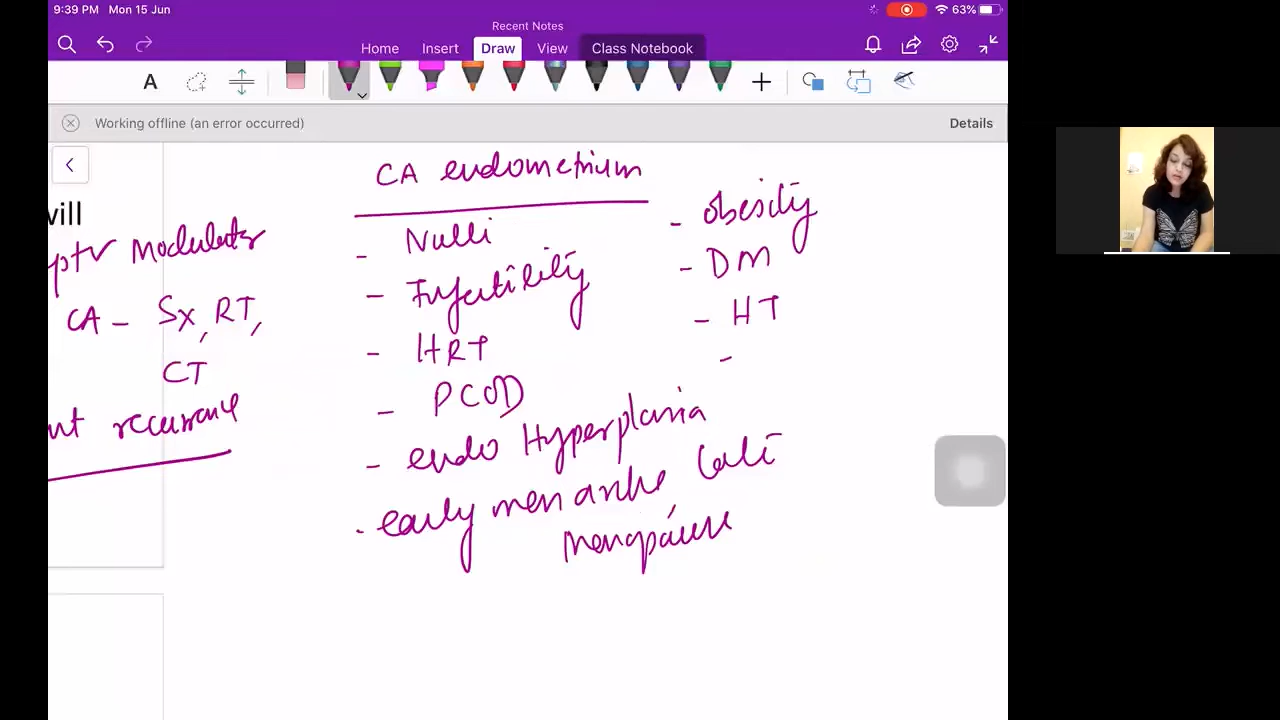 9:39 PM Mon 15 Jun
63%
Recent Notes
Home Insert Draw View Class Notebook
A
Working offline (an error occurred) Details
will
ptr Modulator
CA - Sx, RT,
CT
nt recurrence
CA endometrium
- Nulli
- Infertility
- HRT
- PCOD
- endo Hyperplasia
- early menarche late
menopause
- Obesity
- DM
- HT
-